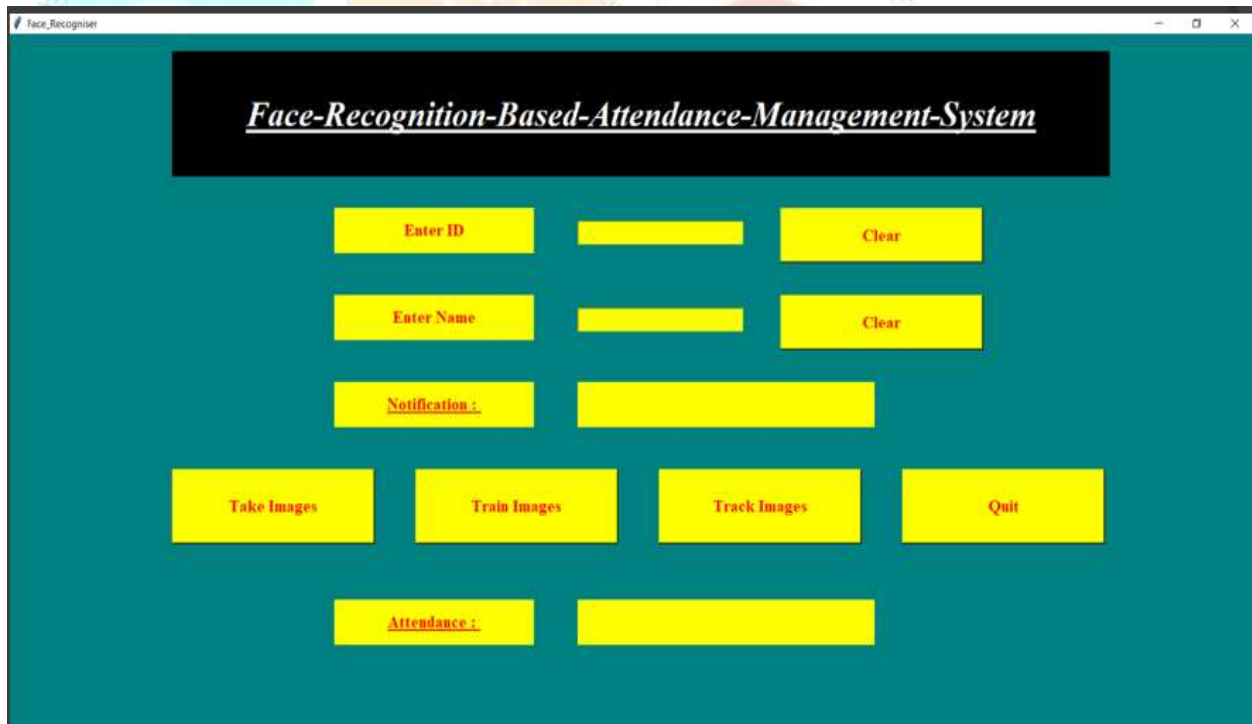 Face_Recogniser
Face-Recognition-Based-Attendance-Management-System
Enter ID
Clear
Enter Name
Clear
Notification :
Take Images
Train Images
Track Images
Quit
Attendance :